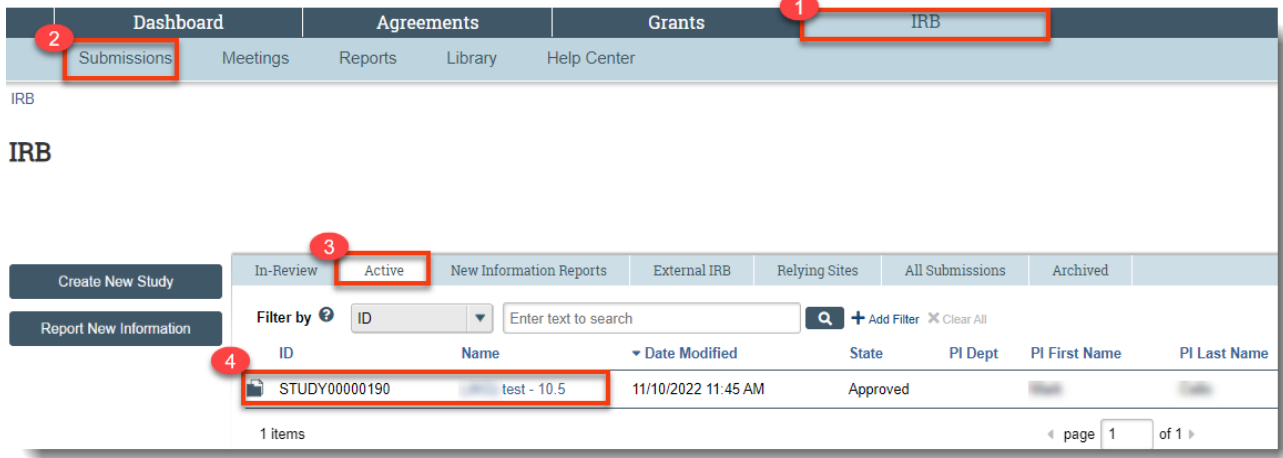 1
Dashboard Agreements Grants IRB
2
Submissions Meetings Reports Library Help Center
IRB
IRB
3
Create New Study
Report New Information
In-Review Active New Information Reports External IRB Relying Sites All Submissions Archived
Filter by ? ID Enter text to search Add Filter Clear All
ID Name Date Modified State PI Dept PI First Name PI Last Name
4
STUDY00000190 test - 10.5 11/10/2022 11:45 AM Approved
1 items page 1 of 1